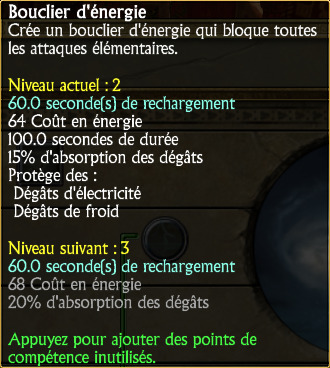 Bouclier d'énergie
Crée un bouclier d'énergie qui bloque toutes
les attaques élémentaires.
Niveau actuel : 2
60.0 seconde(s) de rechargement
64 Coût en énergie
100.0 secondes de durée
15% d'absorption des dégâts
Protège des :
Dégâts d'électricité
Dégâts de froid
Niveau suivant : 3
60.0 seconde(s) de rechargement
68 Coût en énergie
20% d'absorption des dégâts
Appuyez pour ajouter des points de
compétence inutilisés.